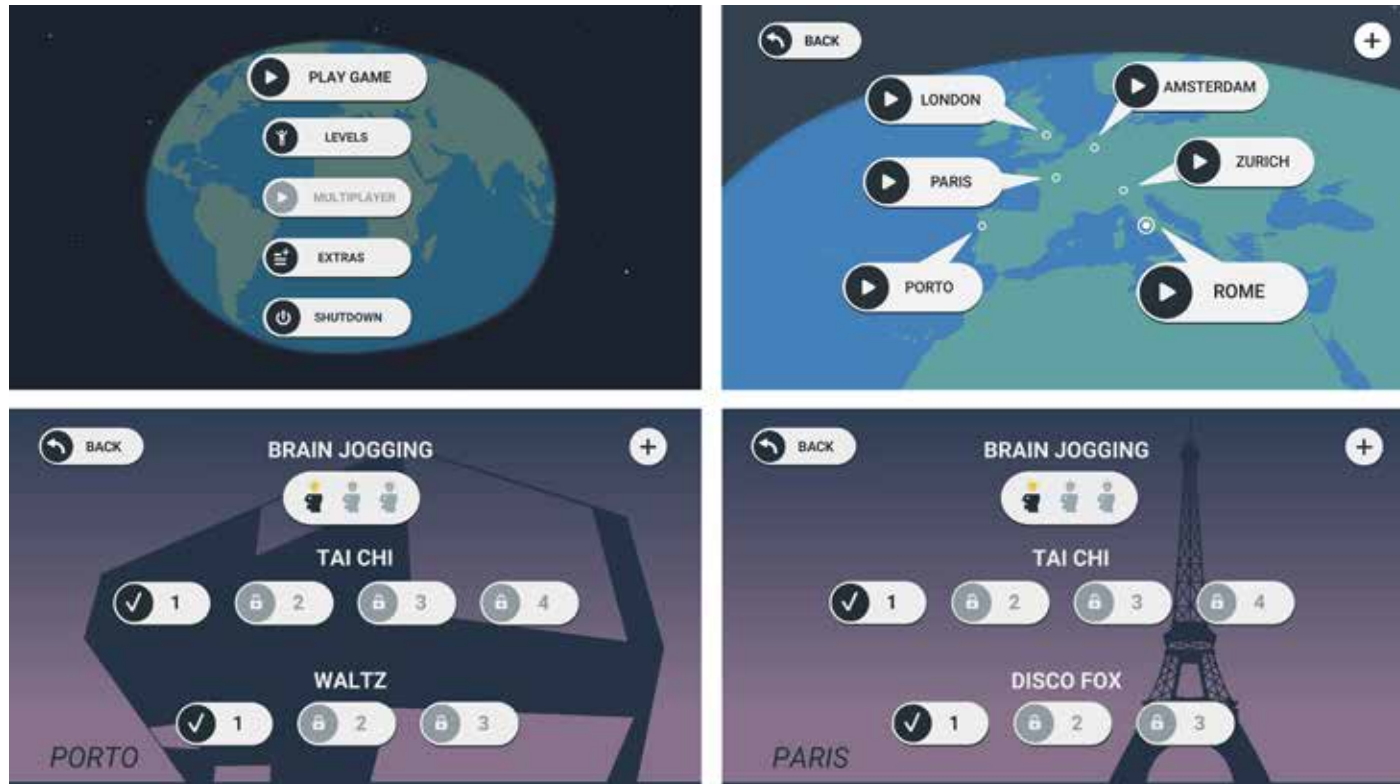 PLAY GAME
LEVELS
MULTIPLAYER
EXTRAS
SHUTDOWN
BACK
LONDON
AMSTERDAM
PARIS
ZURICH
PORTO
ROME
BACK
BRAIN JOGGING
TAI CHI
1 2 3 4
WALTZ
1 2 3
PORTO
BACK
BRAIN JOGGING
TAI CHI
1 2 3 4
DISCO FOX
1 2 3
PARIS